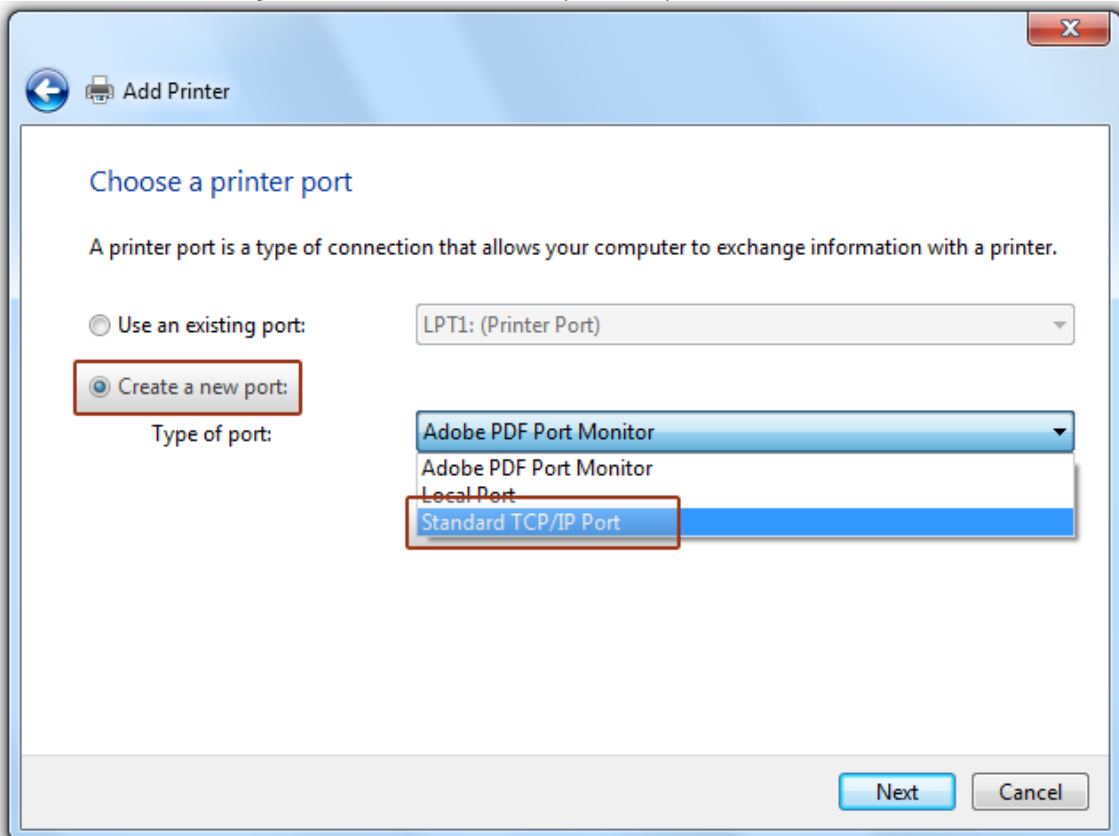 Add Printer
Choose a printer port
A printer port is a type of connection that allows your computer to exchange information with a printer.
Use an existing port: LPT1: (Printer Port)
Create a new port:
Type of port: Adobe PDF Port Monitor
Adobe PDF Port Monitor
Local Port
Standard TCP/IP Port
Next Cancel